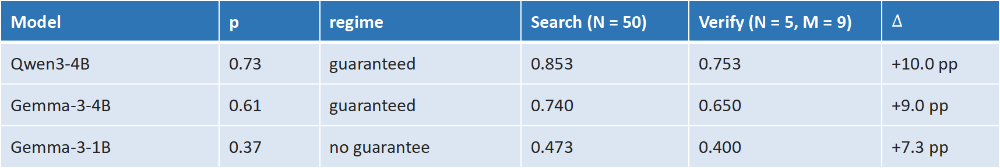 Model p regime Search (N = 50) Verify (N = 5, M = 9) Δ
Qwen3-4B 0.73 guaranteed 0.853 0.753 +10.0 pp
Gemma-3-4B 0.61 guaranteed 0.740 0.650 +9.0 pp
Gemma-3-1B 0.37 no guarantee 0.473 0.400 +7.3 pp